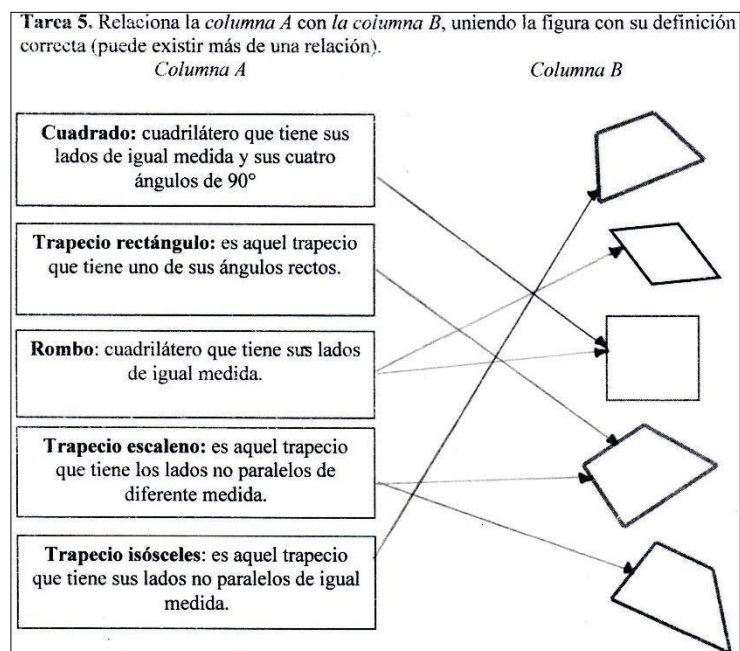 Tarea 5. Relaciona la columna A con la columna B, uniendo la figura con su definición
correcta (puede existir más de una relación).
Columna A
Columna B
Cuadrado: cuadrilátero que tiene sus
lados de igual medida y sus cuatro
ángulos de 90°
Trapecio rectángulo: es aquel trapecio
que tiene uno de sus ángulos rectos.
Rombo: cuadrilátero que tiene sus lados
de igual medida.
Trapecio escaleno: es aquel trapecio
que tiene los lados no paralelos de
diferente medida.
Trapecio isósceles: es aquel trapecio
que tiene sus lados no paralelos de igual
medida.